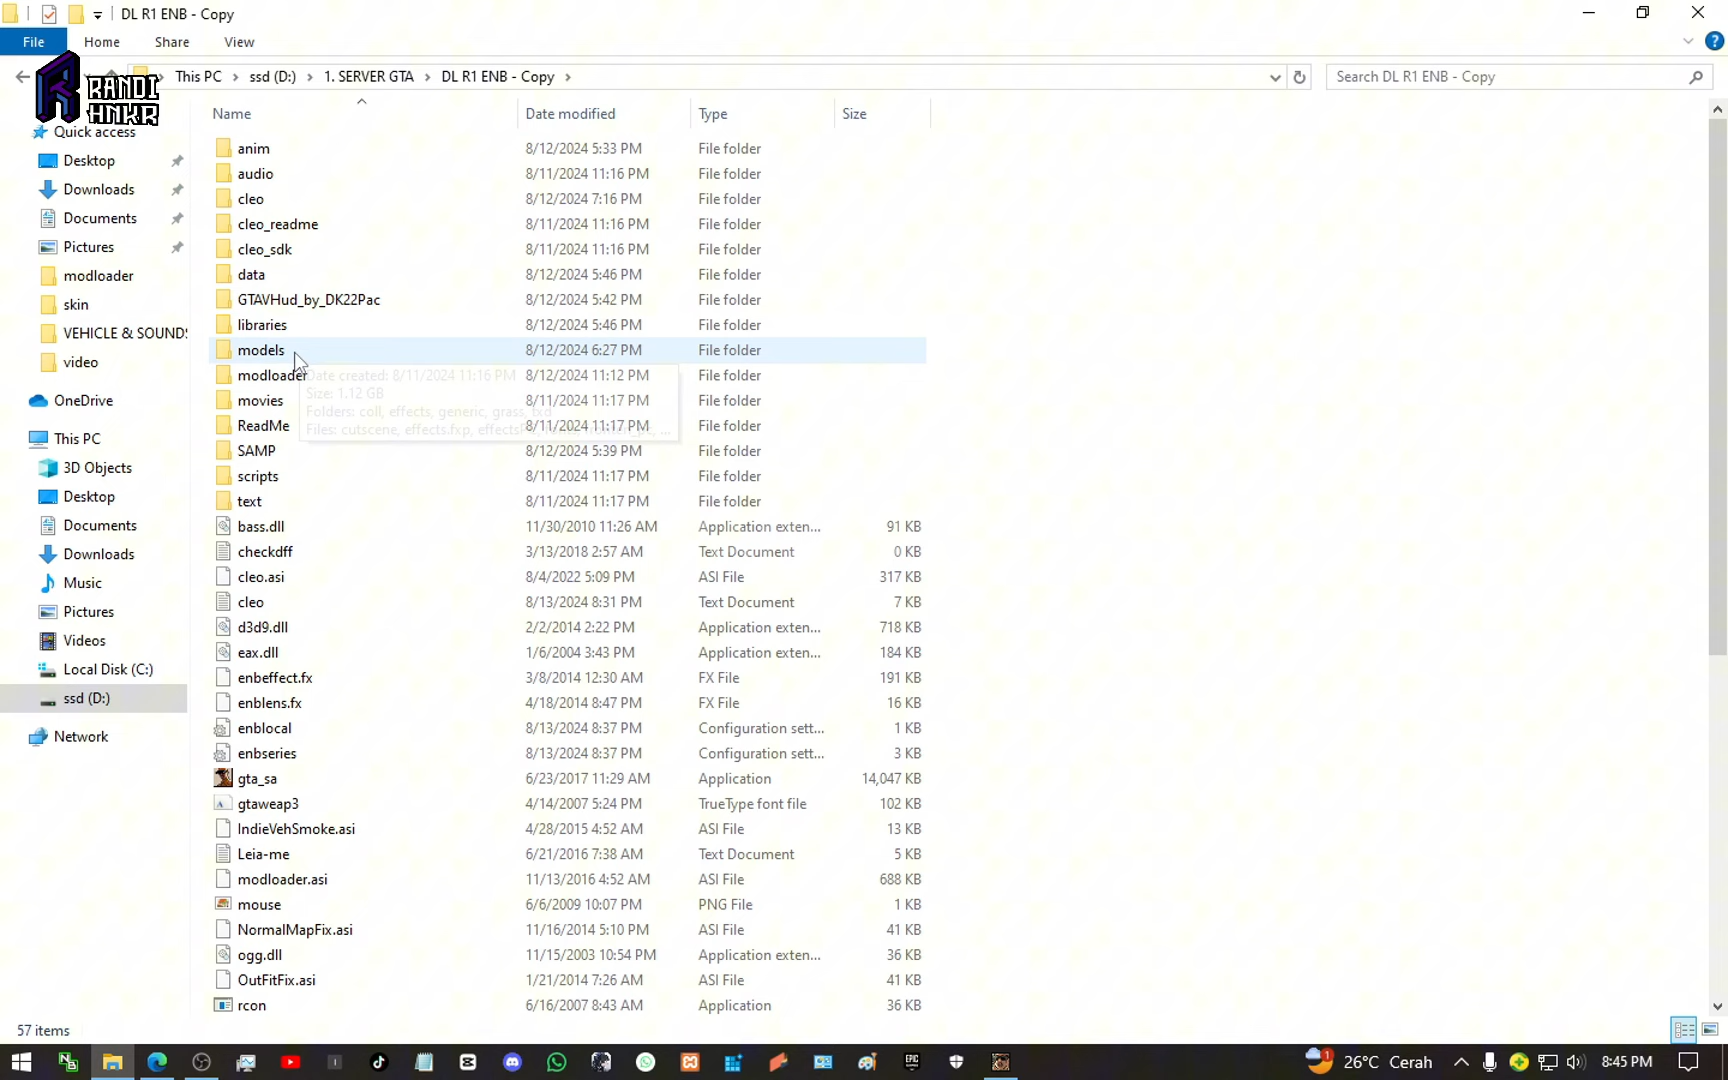 DL R1 ENB - Copy
File Home Share View
This PC ssd (D:) 1. SERVER GTA DL R1 ENB - Copy
Search DL R1 ENB - Copy
RANDI
HNKR
Name Date modified Type Size
Quick access
Desktop
Downloads
Documents
Pictures
modloader
skin
VEHICLE & SOUND
video
OneDrive
This PC
3D Objects
Desktop
Documents
Downloads
Music
Pictures
Videos
Local Disk (C:)
ssd (D:)
Network
anim 8/12/2024 5:33 PM File folder
audio 8/11/2024 11:16 PM File folder
cleo 8/12/2024 7:16 PM File folder
cleo_readme 8/11/2024 11:16 PM File folder
cleo_sdk 8/11/2024 11:16 PM File folder
data 8/12/2024 5:46 PM File folder
GTAVHud_by_DK22Pac 8/12/2024 5:42 PM File folder
libraries 8/12/2024 5:46 PM File folder
models 8/12/2024 6:27 PM File folder
modloader 8/12/2024 11:12 PM File folder
movies 8/11/2024 11:17 PM File folder
ReadMe 8/11/2024 11:17 PM File folder
SAMP 8/12/2024 5:39 PM File folder
scripts 8/11/2024 11:17 PM File folder
text 8/11/2024 11:17 PM File folder
bass.dll 11/30/2010 11:26 AM Application exten... 91 KB
checkdff 3/13/2018 2:57 AM Text Document 0 KB
cleo.asi 8/4/2022 5:09 PM ASI File 317 KB
cleo 8/13/2024 8:31 PM Text Document 7 KB
d3d9.dll 2/2/2014 2:22 PM Application exten... 718 KB
eax.dll 1/6/2004 3:43 PM Application exten... 184 KB
enbeffect.fx 3/8/2014 12:30 AM FX File 191 KB
enblens.fx 4/18/2014 8:47 PM FX File 16 KB
enblocal 8/13/2024 8:37 PM Configuration sett... 1 KB
enbseries 8/13/2024 8:37 PM Configuration sett... 3 KB
gta_sa 6/23/2017 11:29 AM Application 14,047 KB
gtaweap3 4/14/2007 5:24 PM TrueType font file 102 KB
IndieVehSmoke.asi 4/28/2015 4:52 AM ASI File 13 KB
Leia-me 6/21/2016 7:38 AM Text Document 5 KB
modloader.asi 11/13/2016 4:52 AM ASI File 688 KB
mouse 6/6/2009 10:07 PM PNG File 1 KB
NormalMapFix.asi 11/16/2014 5:10 PM ASI File 41 KB
ogg.dll 11/15/2003 10:54 PM Application exten... 36 KB
OutFitFix.asi 1/21/2014 7:26 AM ASI File 41 KB
rcon 6/16/2007 8:43 AM Application 36 KB
Date created: 8/11/2024 11:16 PM
Size: 1.12 GB
Folders: coll, effects, generic, grass, txd
Files: cutscene, effects.fxp,
57 items
26°C Cerah
8:45 PM